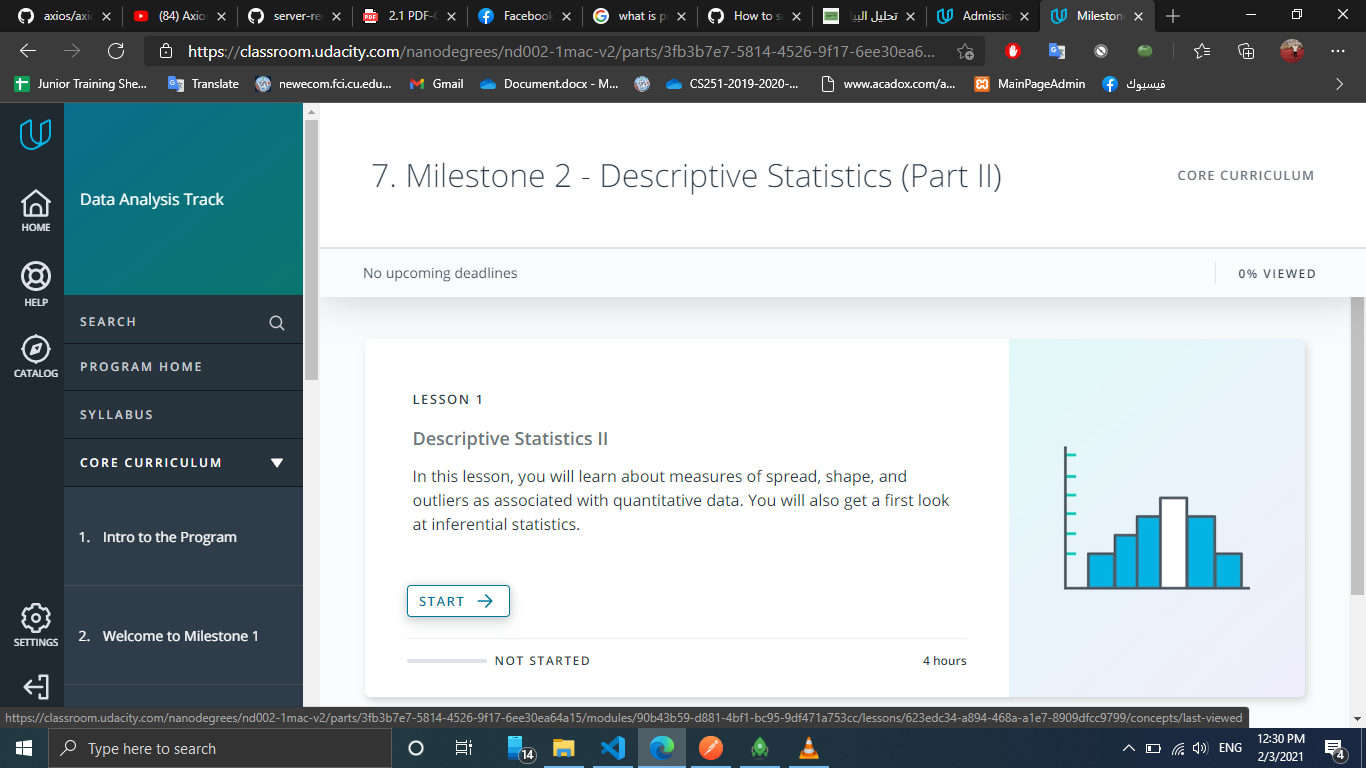 axios/axio
(84) Axios
server-res
2.1 PDF-C
Facebook
what is pr
How to se
تحليل البيا
Admissio
Mileston
https://classroom.udacity.com/nanodegrees/nd002-1mac-v2/parts/3fb3b7e7-5814-4526-9f17-6ee30ea6...
Junior Training She...
Translate
newecom.fci.cu.edu...
Gmail
Document.docx - M...
CS251-2019-2020-...
www.acadox.com/a...
MainPageAdmin
فيسبوك
HOME
HELP
CATALOG
SETTINGS
Data Analysis Track
SEARCH
PROGRAM HOME
SYLLABUS
CORE CURRICULUM
1. Intro to the Program
2. Welcome to Milestone 1
7. Milestone 2 - Descriptive Statistics (Part II)
CORE CURRICULUM
No upcoming deadlines
0% VIEWED
LESSON 1
Descriptive Statistics II
In this lesson, you will learn about measures of spread, shape, and
outliers as associated with quantitative data. You will also get a first look
at inferential statistics.
START
NOT STARTED
4 hours
https://classroom.udacity.com/nanodegrees/nd002-1mac-v2/parts/3fb3b7e7-5814-4526-9f17-6ee30ea64a15/modules/90b43b59-d881-4bf1-bc95-9df471a753cc/lessons/623edc34-a894-468a-a1e7-8909dfcc9799/concepts/last-viewed
Type here to search
14
ENG
12:30 PM
2/3/2021
4